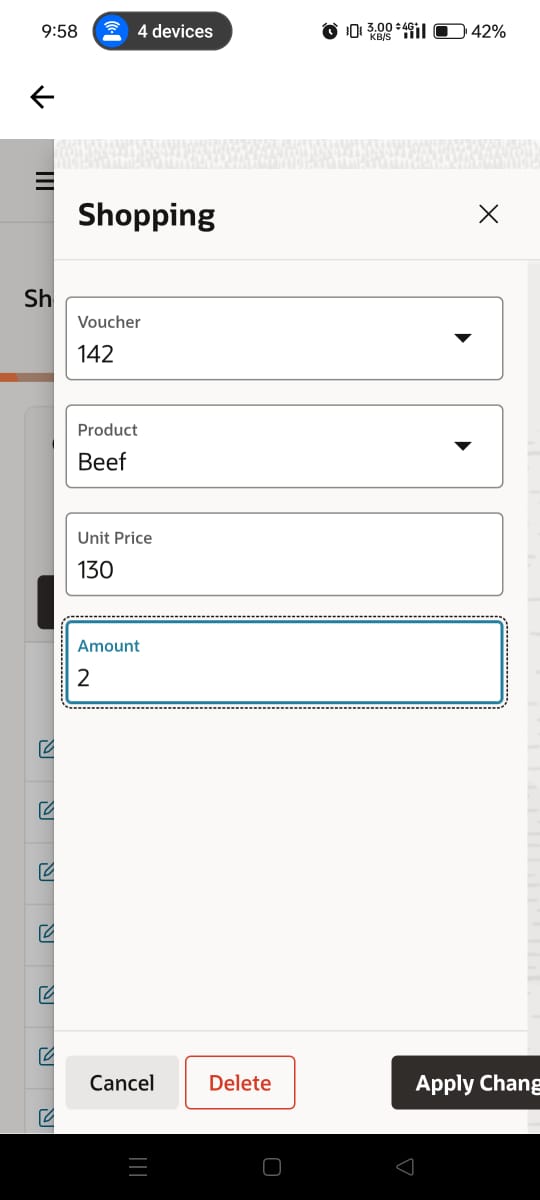 9:58 4 devices 3.00 KB/S 4G+ 42%
Shopping
Sh
Voucher
142
Product
Beef
Unit Price
130
Amount
2
Cancel Delete Apply Chang